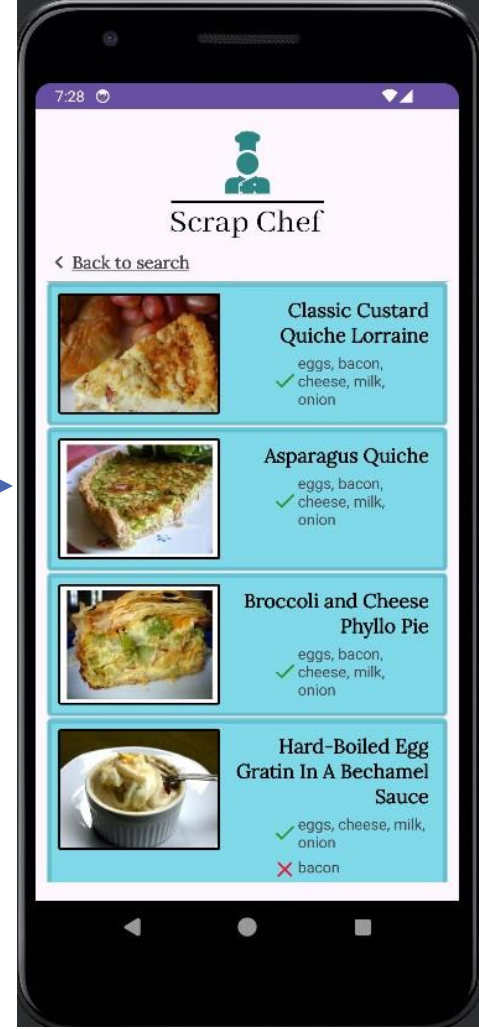 7:28
Scrap Chef
Back to search
Classic Custard
Quiche Lorraine
eggs, bacon,
cheese, milk,
onion
Asparagus Quiche
eggs, bacon,
cheese, milk,
onion
Broccoli and Cheese
Phyllo Pie
eggs, bacon,
cheese, milk,
onion
Hard-Boiled Egg
Gratin In A Bechamel
Sauce
eggs, cheese, milk,
onion
bacon